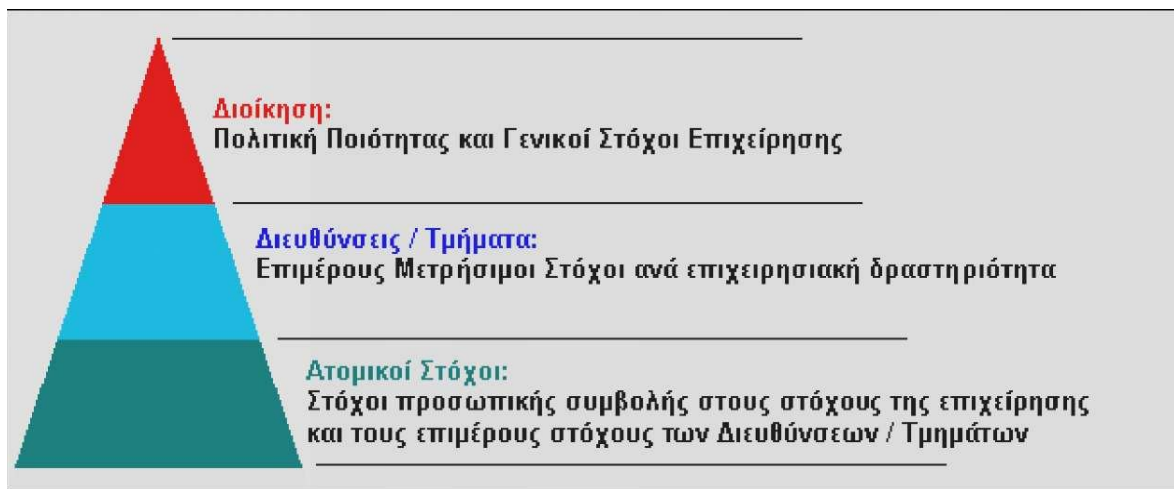 Διοίκηση:
Πολιτική Ποιότητας και Γενικοί Στόχοι Επιχείρησης
Διευθύνσεις / Τμήματα:
Επιμέρους Μετρήσιμοι Στόχοι ανά επιχειρησιακή δραστηριότητα
Ατομικοί Στόχοι:
Στόχοι προσωπικής συμβολής στους στόχους της επιχείρησης
και τους επιμέρους στόχους των Διευθύνσεων / Τμημάτων